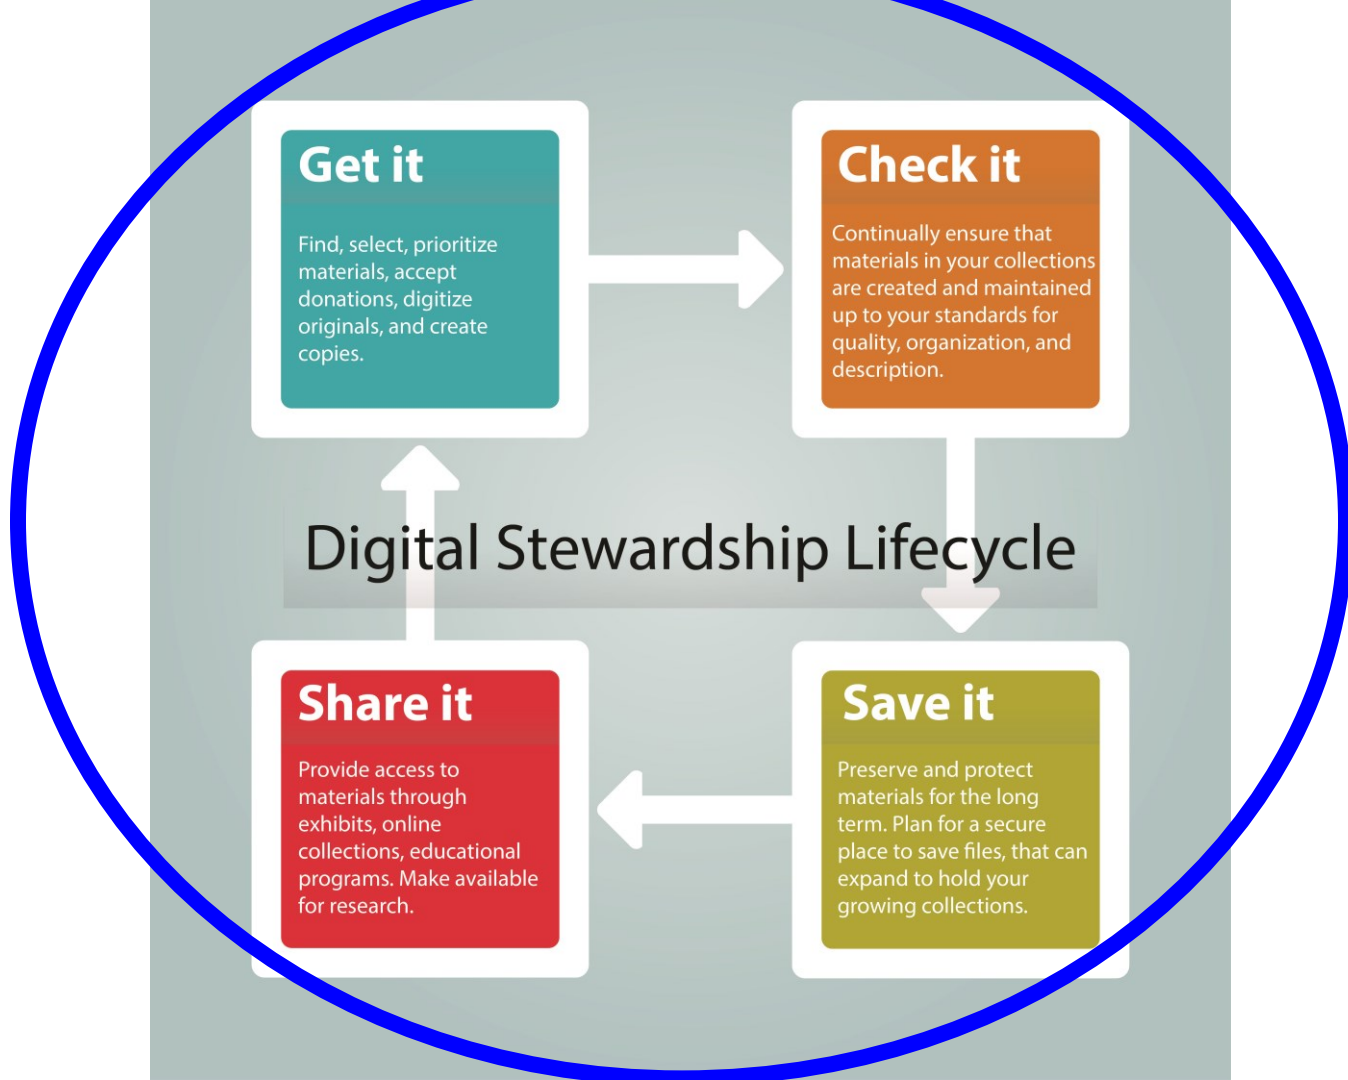 Get it
Find, select, prioritize
materials, accept
donations, digitize
originals, and create
copies.
Check it
Continually ensure that
materials in your collections
are created and maintained
up to your standards for
quality, organization, and
description.
Digital Stewardship Lifecycle
Share it
Provide access to
materials through
exhibits, online
collections, educational
programs. Make available
for research.
Save it
Preserve and protect
materials for the long
term. Plan for a secure
place to save files, that can
expand to hold your
growing collections.